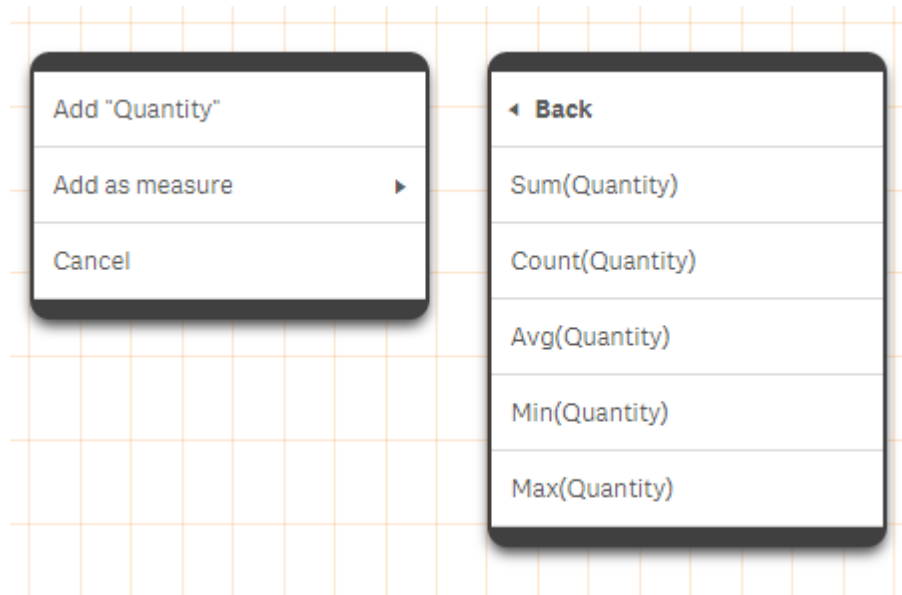 Add "Quantity"
Add as measure
Cancel
Back
Sum(Quantity)
Count(Quantity)
Avg(Quantity)
Min(Quantity)
Max(Quantity)